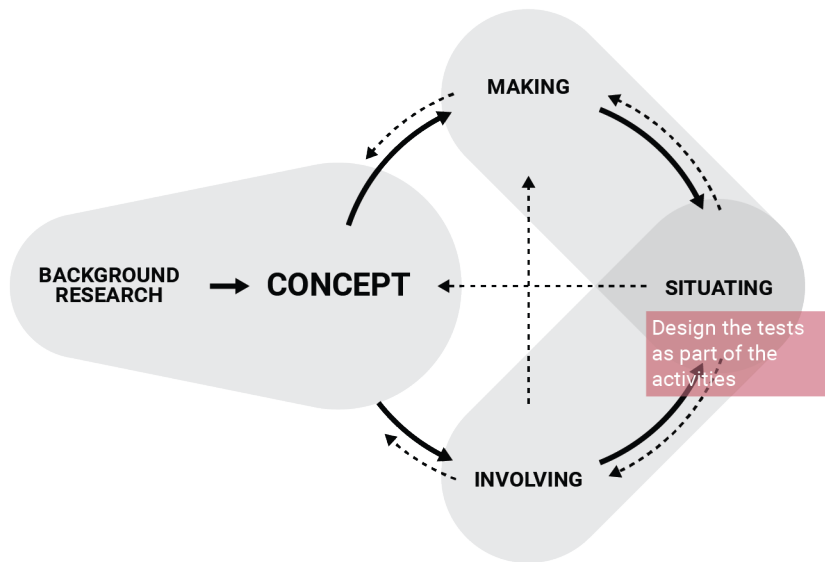 MAKING
BACKGROUND
RESEARCH
CONCEPT
SITUATING
Design the tests
as part of the
activities
INVOLVING